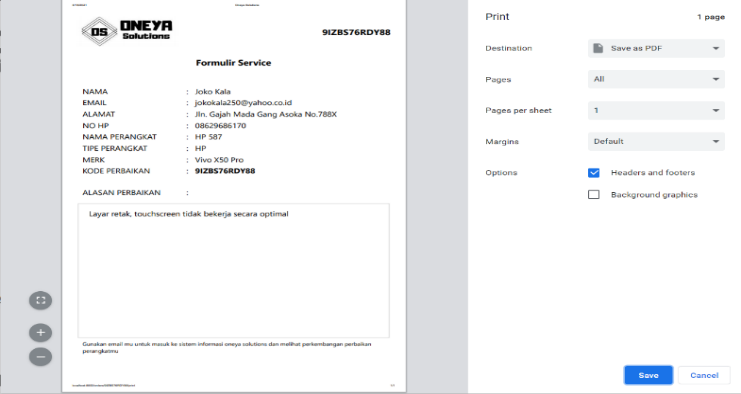 ONEYA
OS
Solutions
9IZBS76RDY88
Formulir Service
NAMA : Joko Kala
EMAIL : jokokala250@yahoo.co.id
ALAMAT : Jln. Gajah Mada Gang Asoka No.788X
NO HP : 08629686170
NAMA PERANGKAT : HP 587
TIPE PERANGKAT : HP
MERK : Vivo X50 Pro
KODE PERBAIKAN : 9IZBS76RDY88
ALASAN PERBAIKAN :
Layar retak, touchscreen tidak bekerja secara optimal
Gunakan email mu untuk masuk ke sistem informasi oneya solutions dan melihat perkembangan perbaikan
perangkatmu
Print 1 page
Destination Save as PDF
Pages All
Pages per sheet 1
Margins Default
Options Headers and footers
Background graphics
Save Cancel